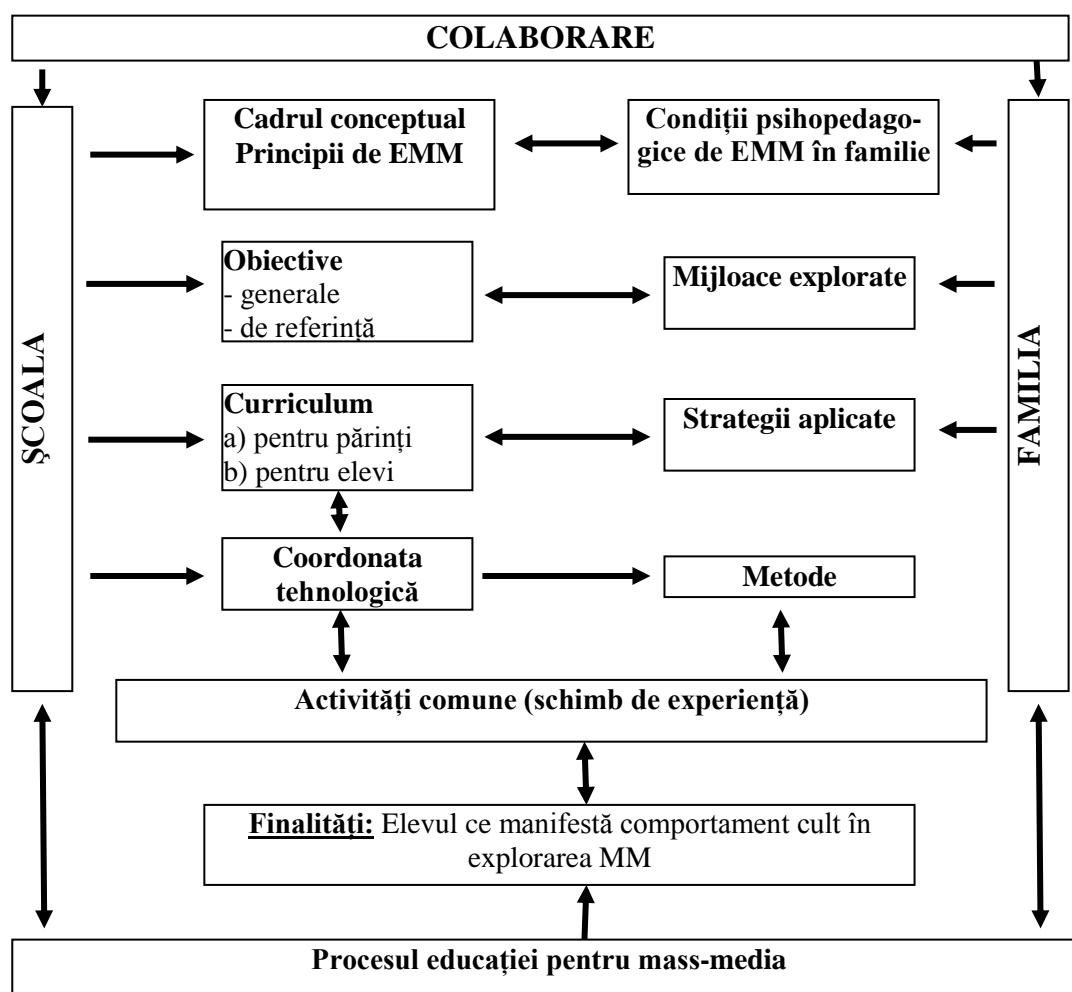 COLABORARE
ŞCOALA
FAMILIA
Cadrul conceptual
Principii de EMM
Condiții psihopedago-
gice de EMM în familie
Obiective
- generale
- de referință
Mijloace explorate
Curriculum
a) pentru părinți
b) pentru elevi
Strategii aplicate
Coordonata
tehnologică
Metode
Activități comune (schimb de experiență)
Finalități: Elevul ce manifestă comportament cult în
explorarea MM
Procesul educației pentru mass-media